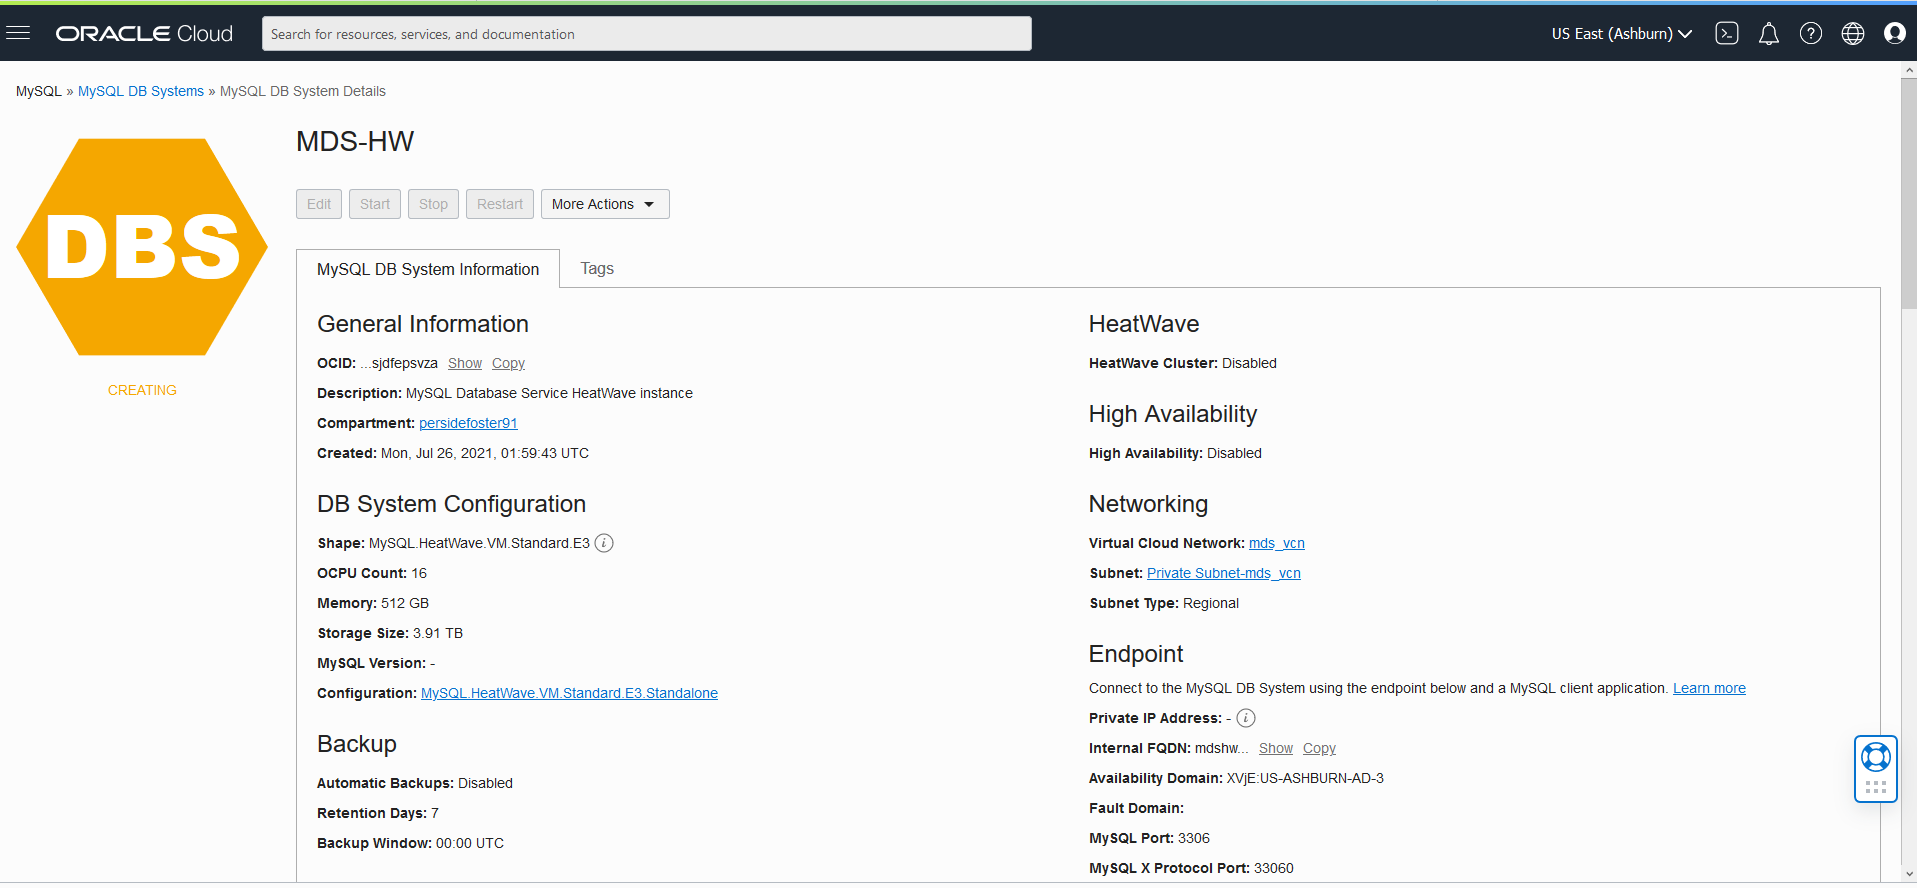 ORACLE Cloud
Search for resources, services, and documentation
US East (Ashburn)
MySQL » MySQL DB Systems » MySQL DB System Details
DBS
CREATING
MDS-HW
Edit Start Stop Restart More Actions
MySQL DB System Information Tags
General Information
OCID: ...sjdfepsvza Show Copy
Description: MySQL Database Service HeatWave instance
Compartment: persidefoster91
Created: Mon, Jul 26, 2021, 01:59:43 UTC
DB System Configuration
Shape: MySQL.HeatWave.VM.Standard.E3
OCPU Count: 16
Memory: 512 GB
Storage Size: 3.91 TB
MySQL Version: -
Configuration: MySQL.HeatWave.VM.Standard.E3.Standalone
Backup
Automatic Backups: Disabled
Retention Days: 7
Backup Window: 00:00 UTC
HeatWave
HeatWave Cluster: Disabled
High Availability
High Availability: Disabled
Networking
Virtual Cloud Network: mds_vcn
Subnet: Private Subnet-mds_vcn
Subnet Type: Regional
Endpoint
Connect to the MySQL DB System using the endpoint below and a MySQL client application. Learn more
Private IP Address: -
Internal FQDN: mdshw... Show Copy
Availability Domain: XVjE:US-ASHBURN-AD-3
Fault Domain:
MySQL Port: 3306
MySQL X Protocol Port: 33060